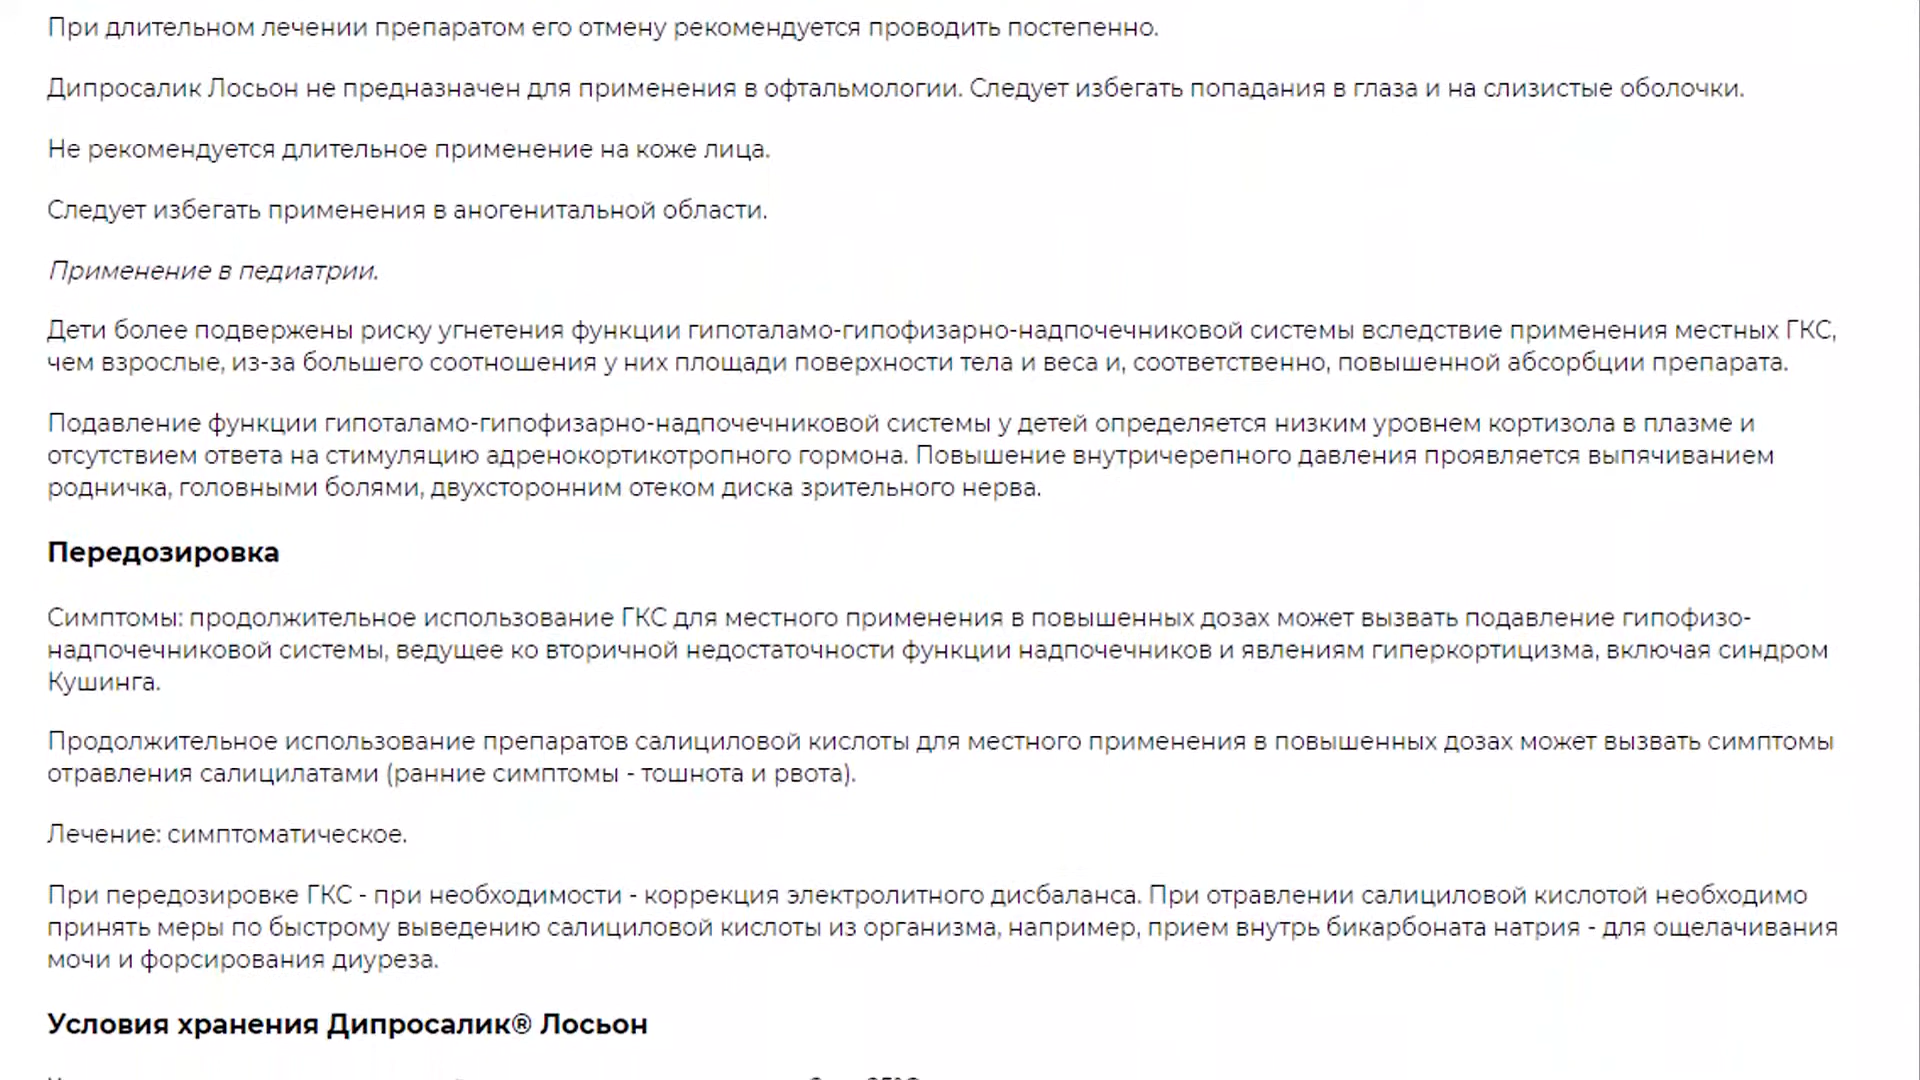 При длительном лечении препаратом его отмену рекомендуется проводить постепенно.
Дипросалик Лосьон не предназначен для применения в офтальмологии. Следует избегать попадания в глаза и на слизистые оболочки.
Не рекомендуется длительное применение на коже лица.
Следует избегать применения в аногенитальной области.
Применение в педиатрии.
Дети более подвержены риску угнетения функции гипоталамо-гипофизарно-надпочечниковой системы вследствие применения местных ГКС,
чем взрослые, из-за большего соотношения у них площади поверхности тела и веса и, соответственно, повышенной абсорбции препарата.
Подавление функции гипоталамо-гипофизарно-надпочечниковой системы у детей определяется низким уровнем кортизола в плазме и
отсутствием ответа на стимуляцию адренокортикотропного гормона. Повышение внутричерепного давления проявляется выпячиванием
родничка, головными болями, двухсторонним отеком диска зрительного нерва.
Передозировка
Симптомы: продолжительное использование ГКС для местного применения в повышенных дозах может вызвать подавление гипофизо-
надпочечниковой системы, ведущее ко вторичной недостаточности функции надпочечников и явлениям гиперкортицизма, включая синдром
Кушинга.
Продолжительное использование препаратов салициловой кислоты для местного применения в повышенных дозах может вызвать симптомы
отравления салицилатами (ранние симптомы - тошнота и рвота).
Лечение: симптоматическое.
При передозировке ГКС - при необходимости - коррекция электролитного дисбаланса. При отравлении салициловой кислотой необходимо
принять меры по быстрому выведению салициловой кислоты из организма, например, прием внутрь бикарбоната натрия - для ощелачивания
мочи и форсирования диуреза.
Условия хранения Дипросалик® Лосьон